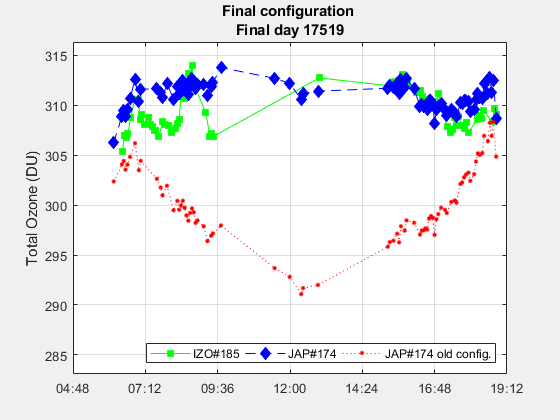 Final configuration
Final day 17519
Total Ozone (DU)
315
310
305
300
295
290
285
IZO#185 JAP#174 JAP#174 old config.
04:48 07:12 09:36 12:00 14:24 16:48 19:12